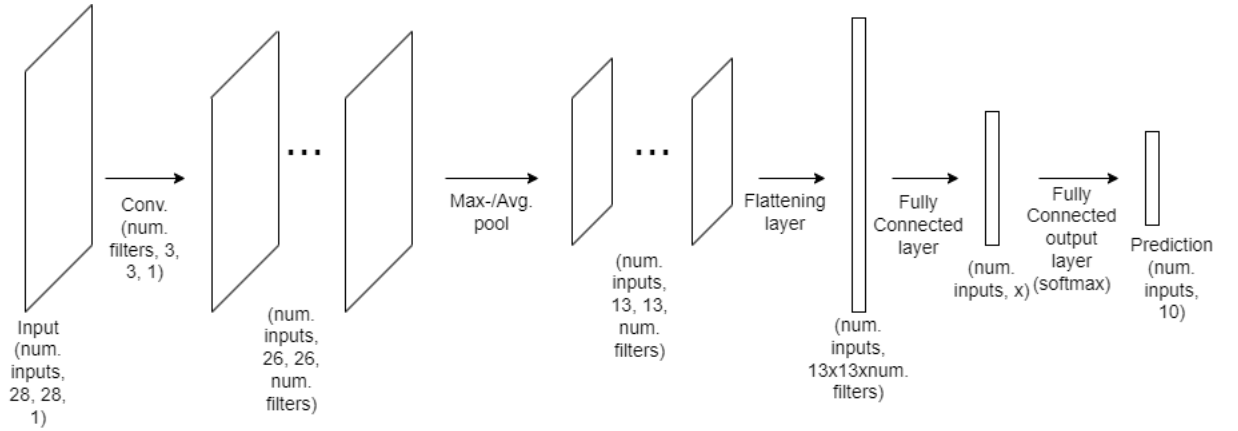 Input
(num.
inputs,
28, 28,
1)
Conv.
(num.
filters, 3,
3, 1)
...
(num.
inputs,
26, 26,
num.
filters)
Max-/Avg.
pool
...
(num.
inputs,
13, 13,
num.
filters)
Flattening
layer
(num.
inputs,
13x13xnum.
filters)
Fully
Connected
layer
(num.
inputs, x)
Fully
Connected
output
layer
(softmax)
Prediction
(num.
inputs,
10)